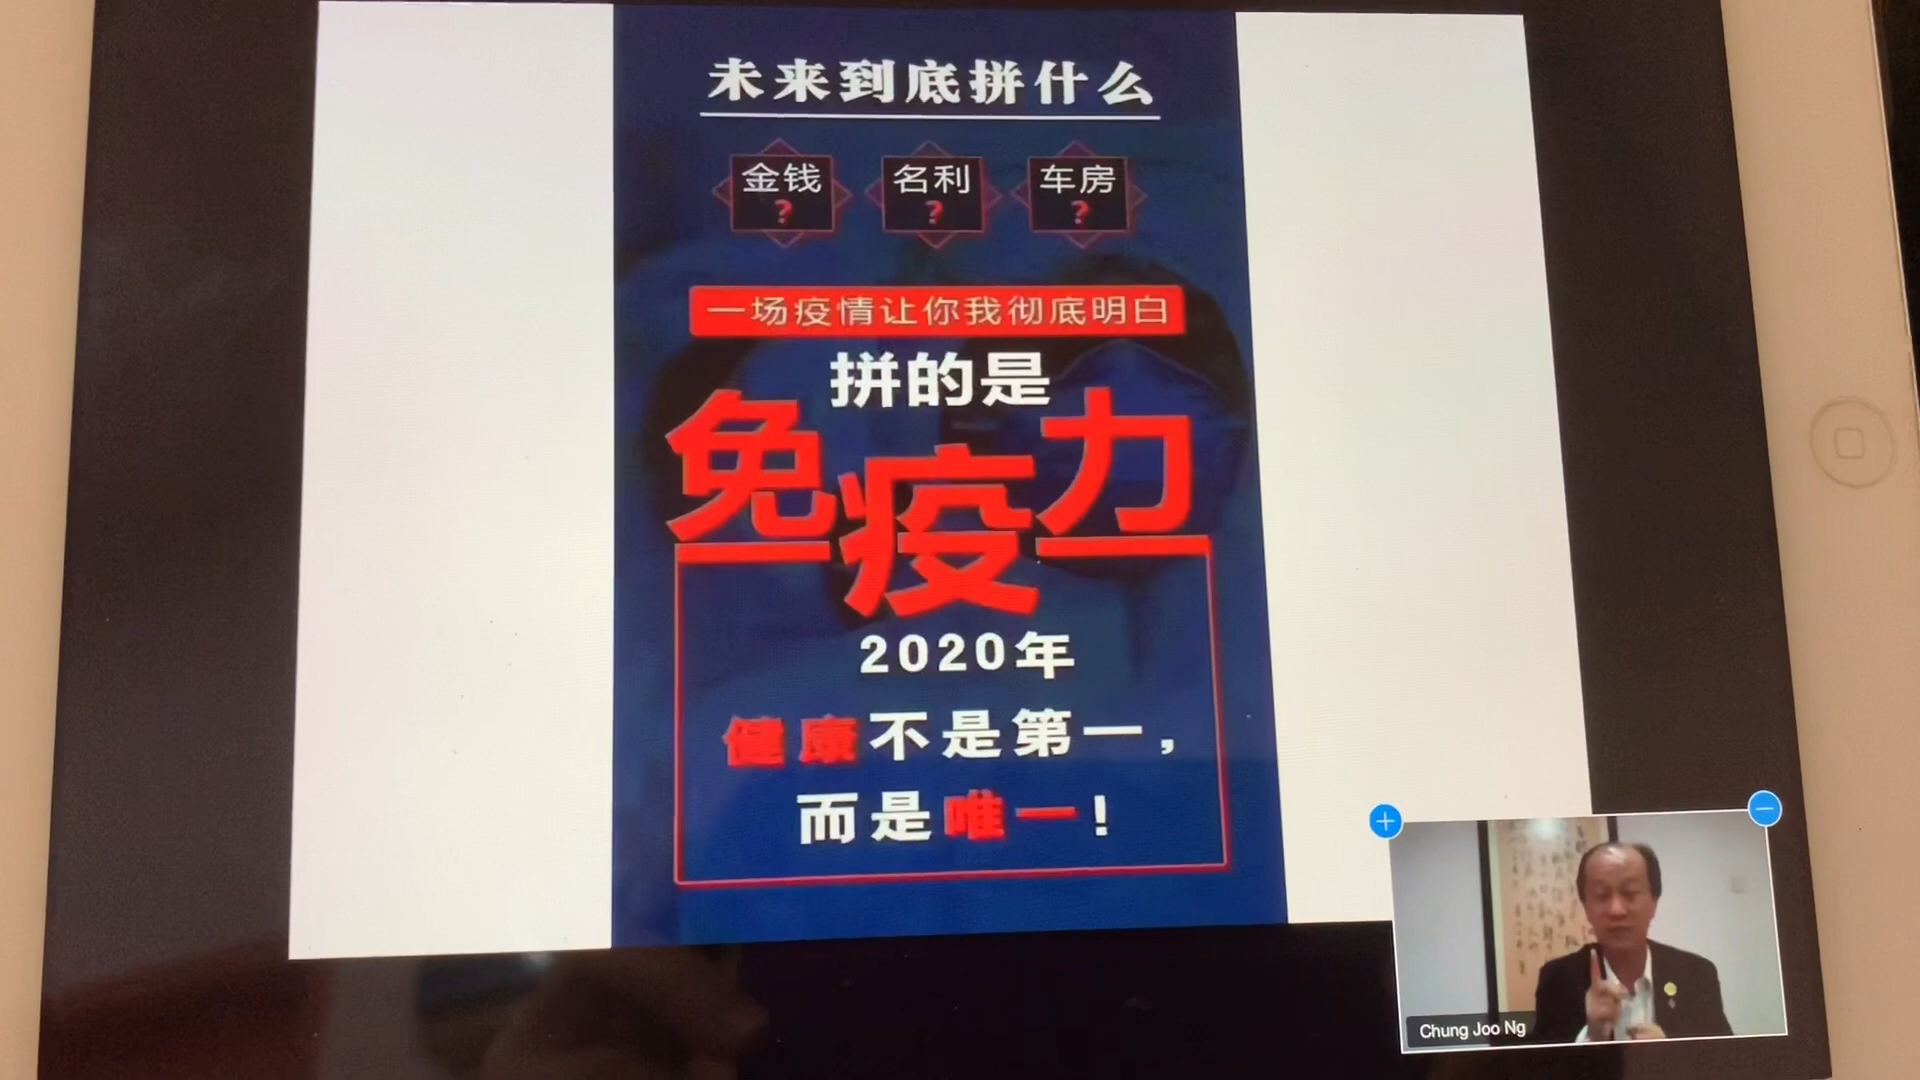 未来到底拼什么
金钱
?
名利
?
车房
?
一场疫情让你我彻底明白
拼的是
免疫力
2020年
健康不是第一，
而是唯一！
Chung Joo Ng